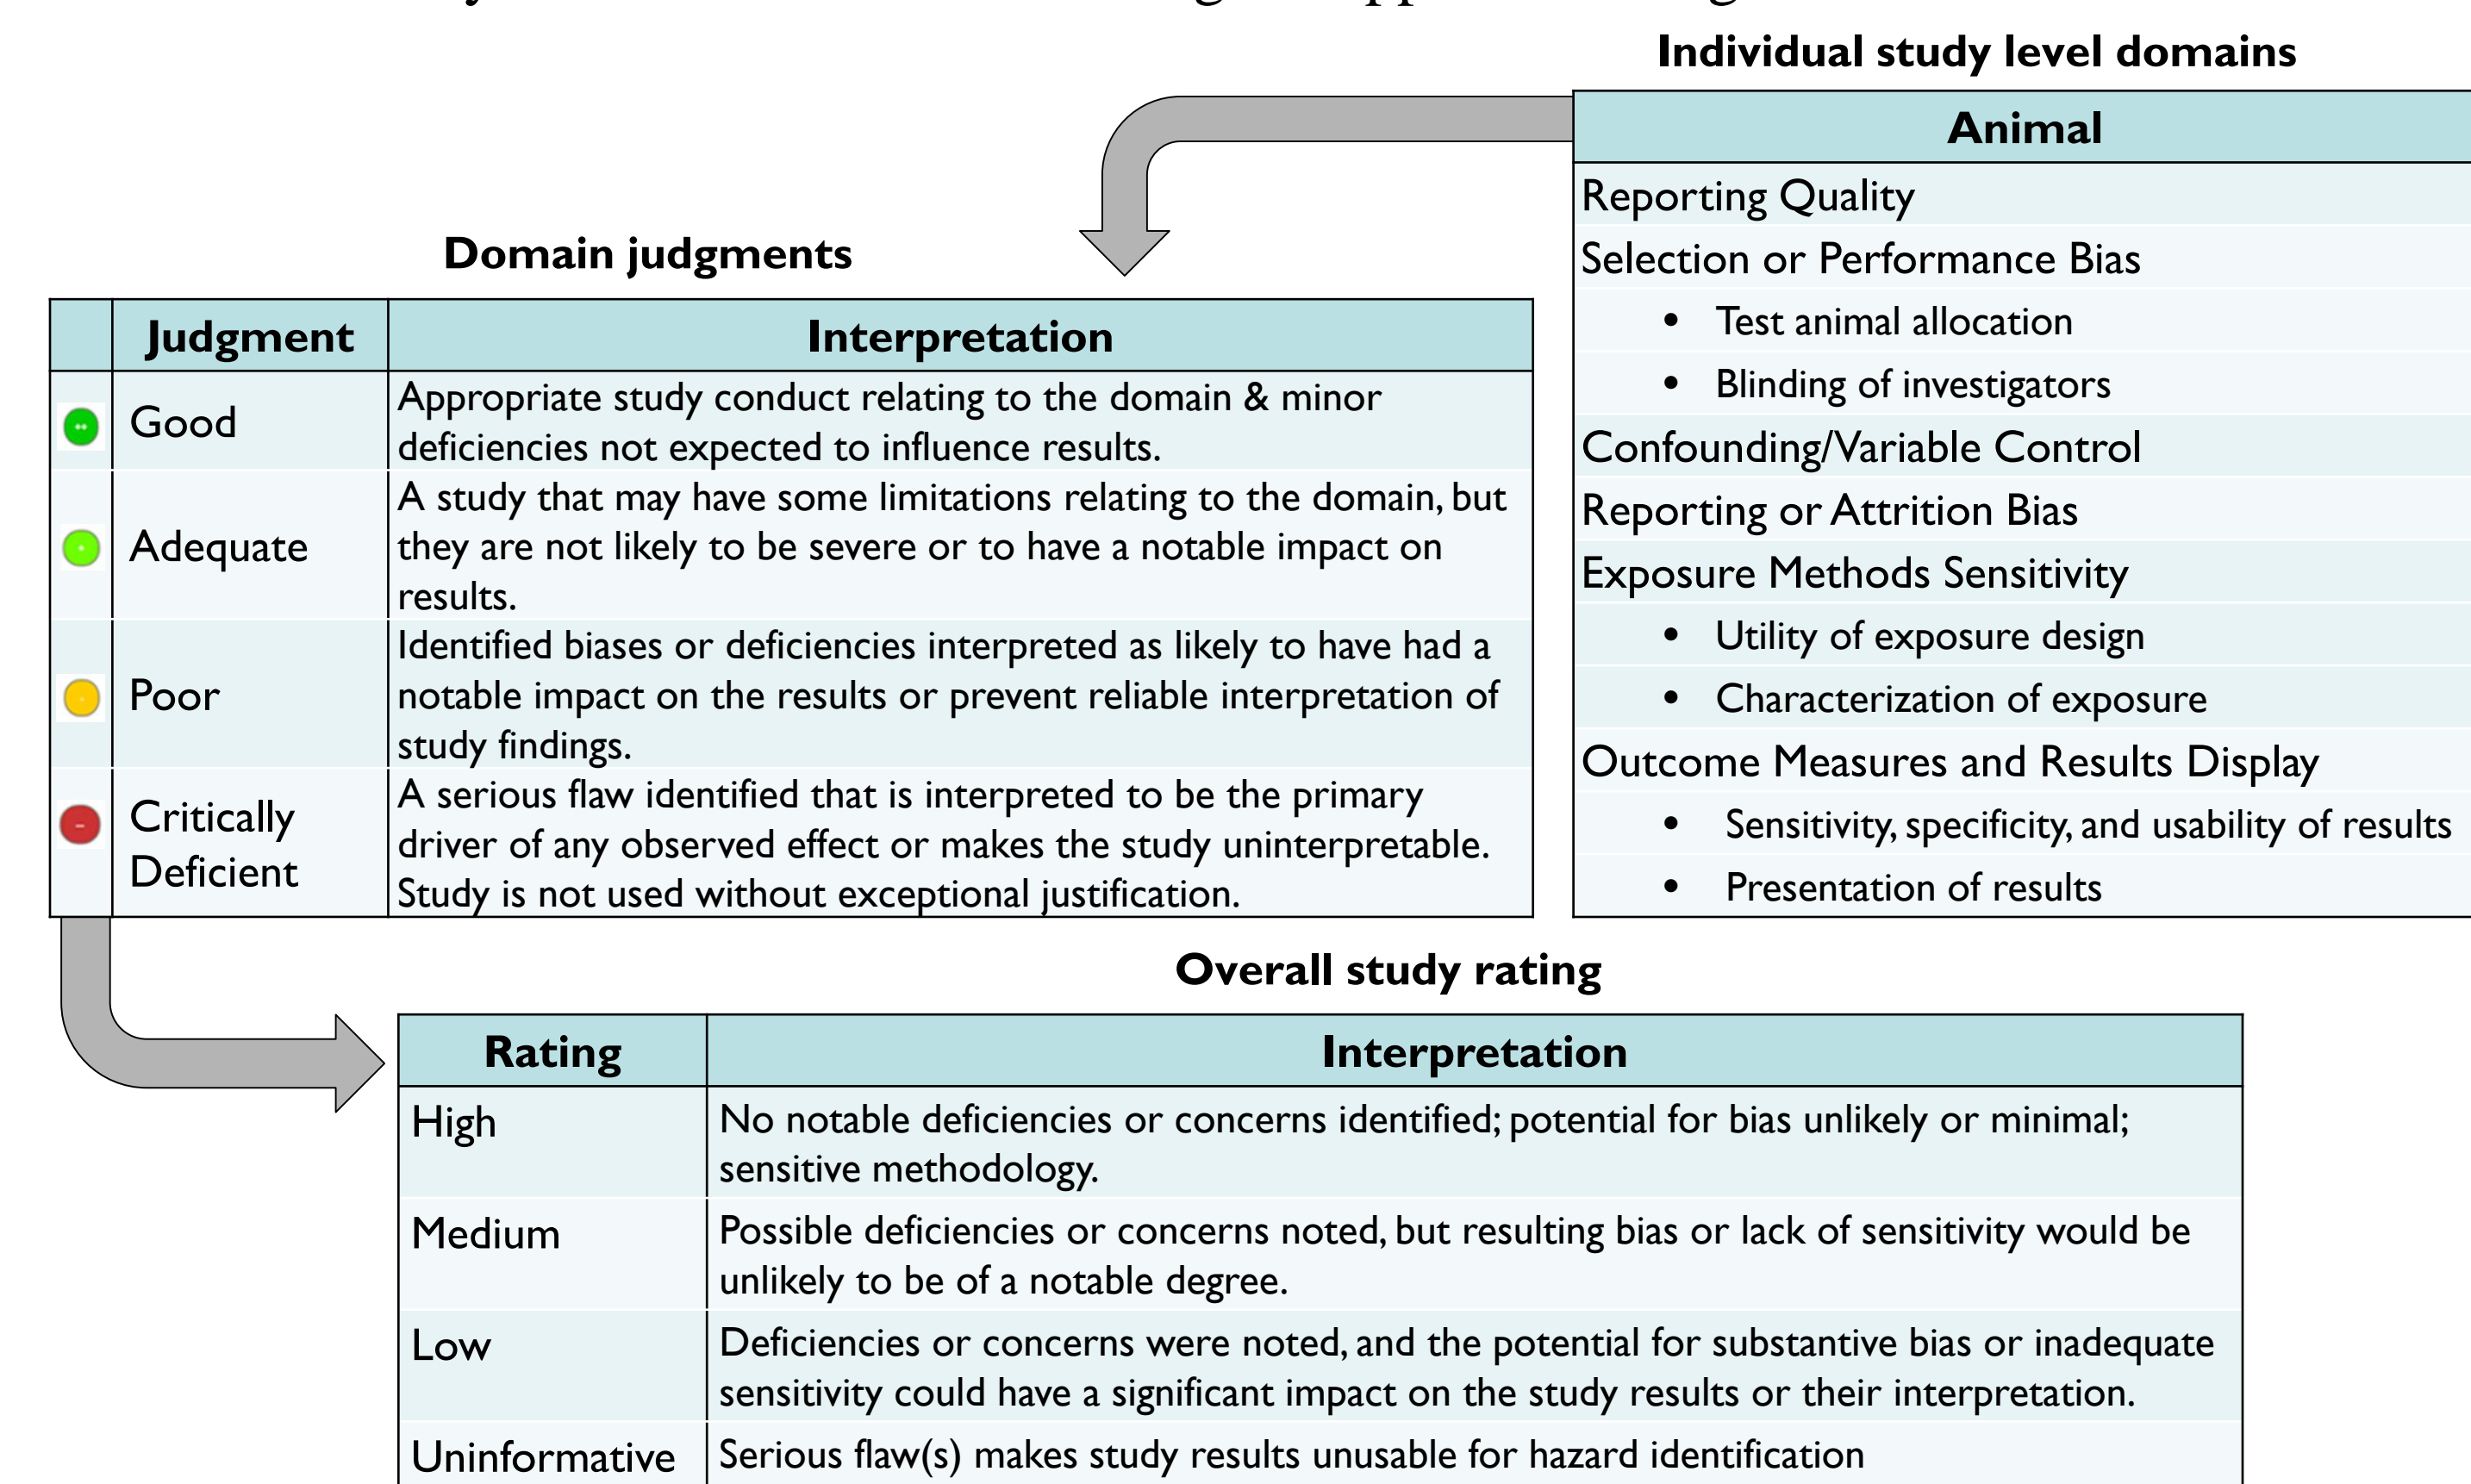 Individual study level domains
Animal
Reporting Quality
Selection or Performance Bias
• Test animal allocation
• Blinding of investigators
Confounding/Variable Control
Reporting or Attrition Bias
Exposure Methods Sensitivity
• Utility of exposure design
• Characterization of exposure
Outcome Measures and Results Display
• Sensitivity, specificity, and usability of results
• Presentation of results
Domain judgments
Judgment Interpretation
Good
Appropriate study conduct relating to the domain & minor
deficiencies not expected to influence results.
Adequate
A study that may have some limitations relating to the domain, but
they are not likely to be severe or to have a notable impact on
results.
Poor
Identified biases or deficiencies interpreted as likely to have had a
notable impact on the results or prevent reliable interpretation of
study findings.
Critically
Deficient
A serious flaw identified that is interpreted to be the primary
driver of any observed effect or makes the study uninterpretable.
Study is not used without exceptional justification.
Overall study rating
Rating Interpretation
High
No notable deficiencies or concerns identified; potential for bias unlikely or minimal;
sensitive methodology.
Medium
Possible deficiencies or concerns noted, but resulting bias or lack of sensitivity would be
unlikely to be of a notable degree.
Low
Deficiencies or concerns were noted, and the potential for substantive bias or inadequate
sensitivity could have a significant impact on the study results or their interpretation.
Uninformative
Serious flaw(s) makes study results unusable for hazard identification